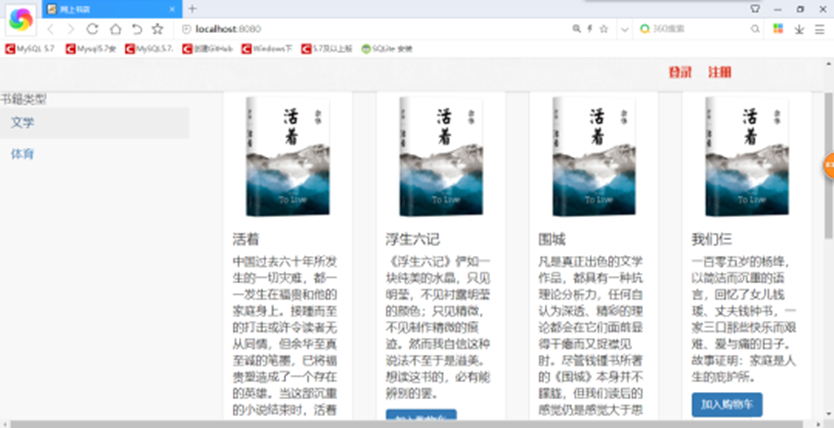 网上书店
localhost:8080
360搜索
MySQL 5.7
Mysql5.7安
MySQL5.7.
创建GitHub
Windows下
5.7及以上版
SQLite 安装
登录 注册
书籍类型
文学
体育
活着
余华
To Live
活着
中国过去六十年所发
生的一切灾难，都一
一发生在福贵和他的
家庭身上。接踵而至
的打击或许令读者无
从同情，但余华至真
至诚的笔墨，已将福
贵塑造成了一个存在
的英雄。当这部沉重
的小说结束时，活着
活着
余华
To Live
浮生六记
《浮生六记》俨如一
块纯美的水晶，只见
明莹，不见衬露明莹
的颜色；只见精微，
不见制作精微的痕
迹。然而我自信这种
说法不至于是溢美。
想读这书的，必有能
辨别的罢。
加入购物车
活着
余华
To Live
围城
凡是真正出色的文学
作品，都具有一种抗
理论分析力。任何自
认为深透、精彩的理
论都会在它们面前显
得干瘪而又捉襟见
肘。尽管钱锺书所著
的《围城》本身并不
朦胧，但我们读后的
感觉仍是感觉大于思
活着
余华
To Live
我们仨
一百零五岁的杨绛，
以简洁而沉重的语
言，回忆了女儿钱
瑗、丈夫钱钟书，一
家三口那些快乐而艰
难、爱与痛的日子。
故事证明：家庭是人
生的庇护所。
加入购物车